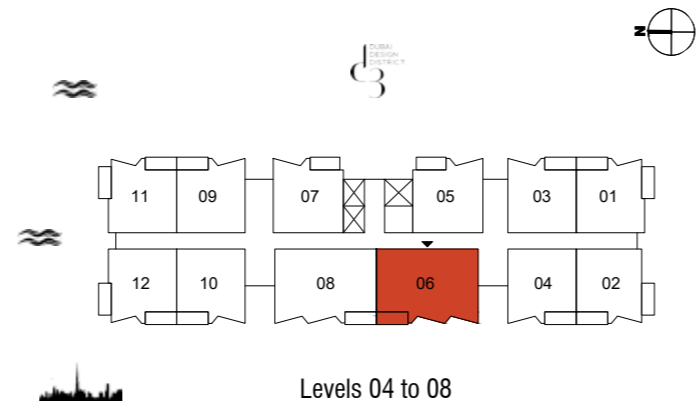 N
DUBAI
DESIGN
DISTRICT
d3
11 09 07 05 03 01
12 10 08 06 04 02
Levels 04 to 08